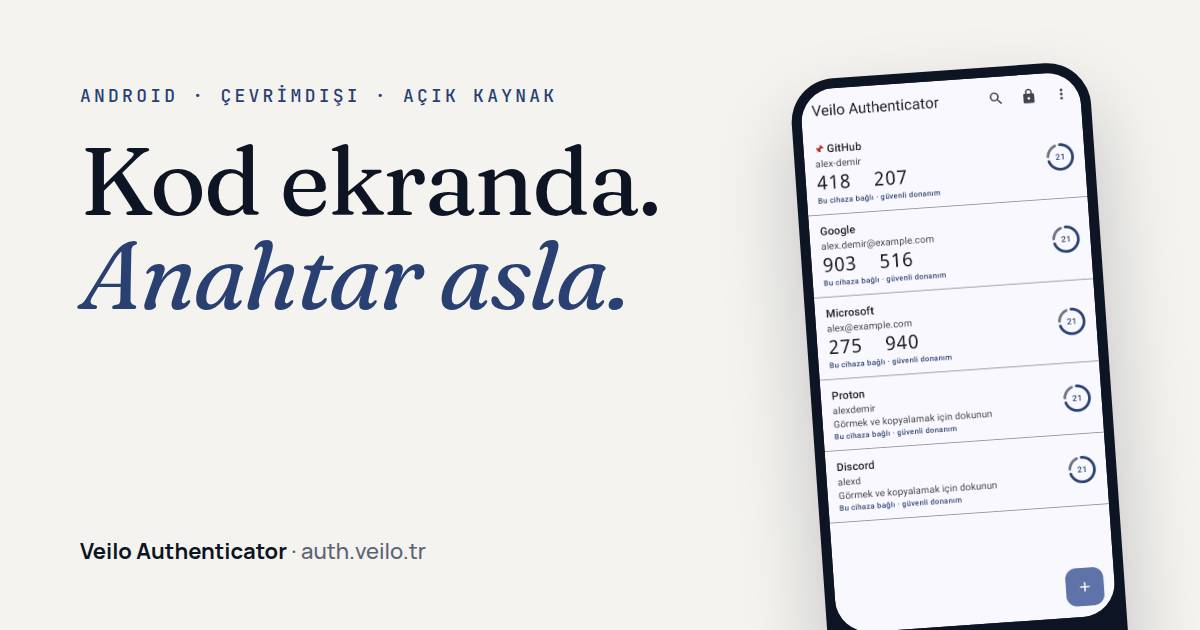 ANDROID · ÇEVRİMDIŞI · AÇIK KAYNAK
Kod ekranda.
Anahtar asla.
Veilo Authenticator · auth.veilo.tr
Veilo Authenticator
GitHub
alex-demir
418 207
Bu cihaza bağlı · güvenli donanım
21
Google
alex.demir@example.com
903 516
Bu cihaza bağlı · güvenli donanım
21
Microsoft
alex@example.com
275 940
Bu cihaza bağlı · güvenli donanım
21
Proton
alexdemir
Görmek ve kopyalamak için dokunun
Bu cihaza bağlı · güvenli donanım
21
Discord
alexd
Görmek ve kopyalamak için dokunun
Bu cihaza bağlı · güvenli donanım
21
+